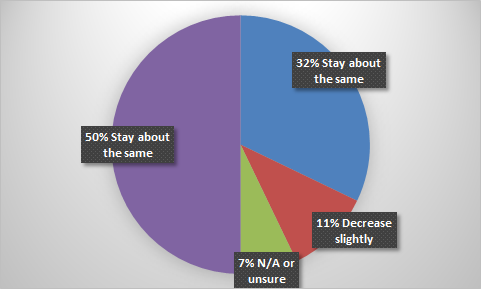 32% Stay about
the same
50% Stay about
the same
11% Decrease
slightly
7% N/A or
unsure